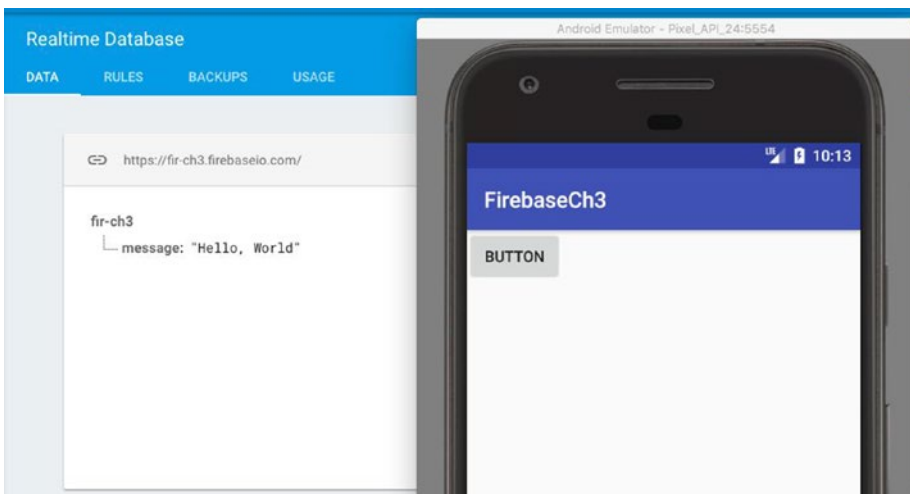 Realtime Database
DATA RULES BACKUPS USAGE
https://fir-ch3.firebaseio.com/
fir-ch3
message: "Hello, World"
Android Emulator - Pixel_API_24:5554
LTE 10:13
FirebaseCh3
BUTTON